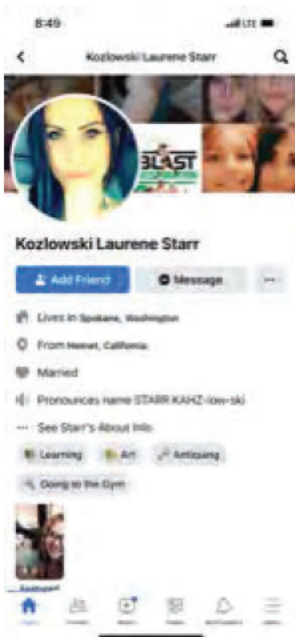 8:49
LTE
Kozlowski Laurene Starr
BLAST
Kozlowski Laurene Starr
Add Friend
Message
Lives in Spokane, Washington
From Hemet, California
Married
Pronounces name STARR KAHZ-low-ski
See Starr's About Info
Learning
Art
Antiquing
Going to the Gym